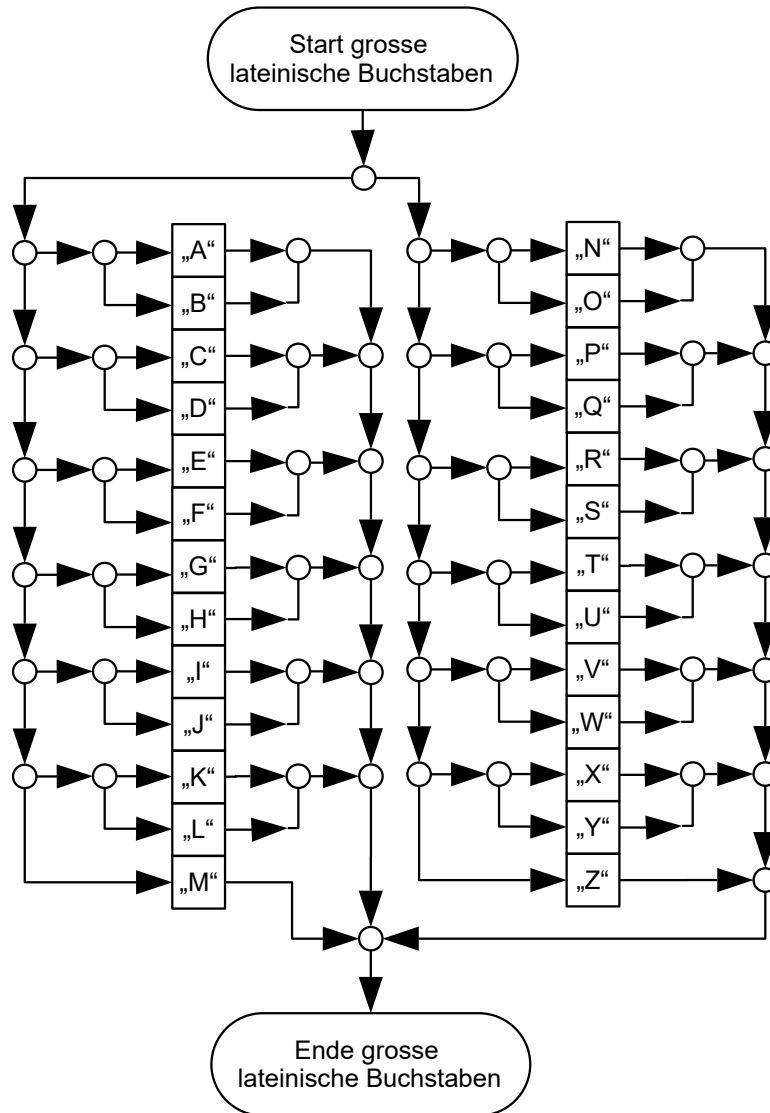 Start grosse
lateinische Buchstaben
„A“
„B“
„C“
„D“
„E“
„F“
„G“
„H“
„I“
„J“
„K“
„L“
„M“
„N“
„O“
„P“
„Q“
„R“
„S“
„T“
„U“
„V“
„W“
„X“
„Y“
„Z“
Ende grosse
lateinische Buchstaben